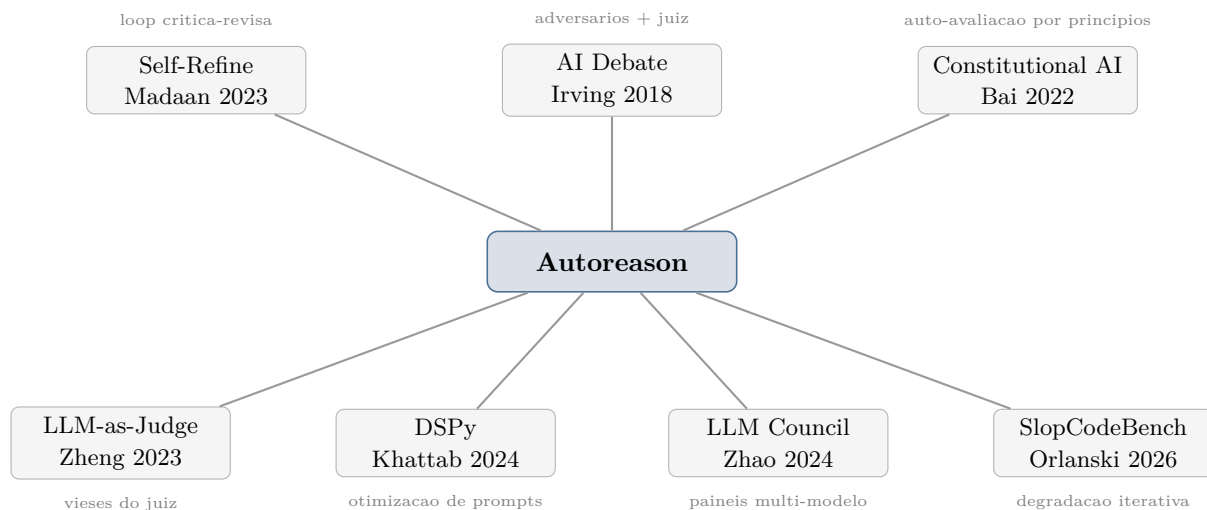 loop critica-revisa
adversarios + juiz
auto-avaliacao por principios
Self-Refine
Madaan 2023
AI Debate
Irving 2018
Constitutional AI
Bai 2022
Autoreason
LLM-as-Judge
Zheng 2023
DSPy
Khattab 2024
LLM Council
Zhao 2024
SlopCodeBench
Orlanski 2026
vieses do juiz
otimizacao de prompts
paineis multi-modelo
degradacao iterativa